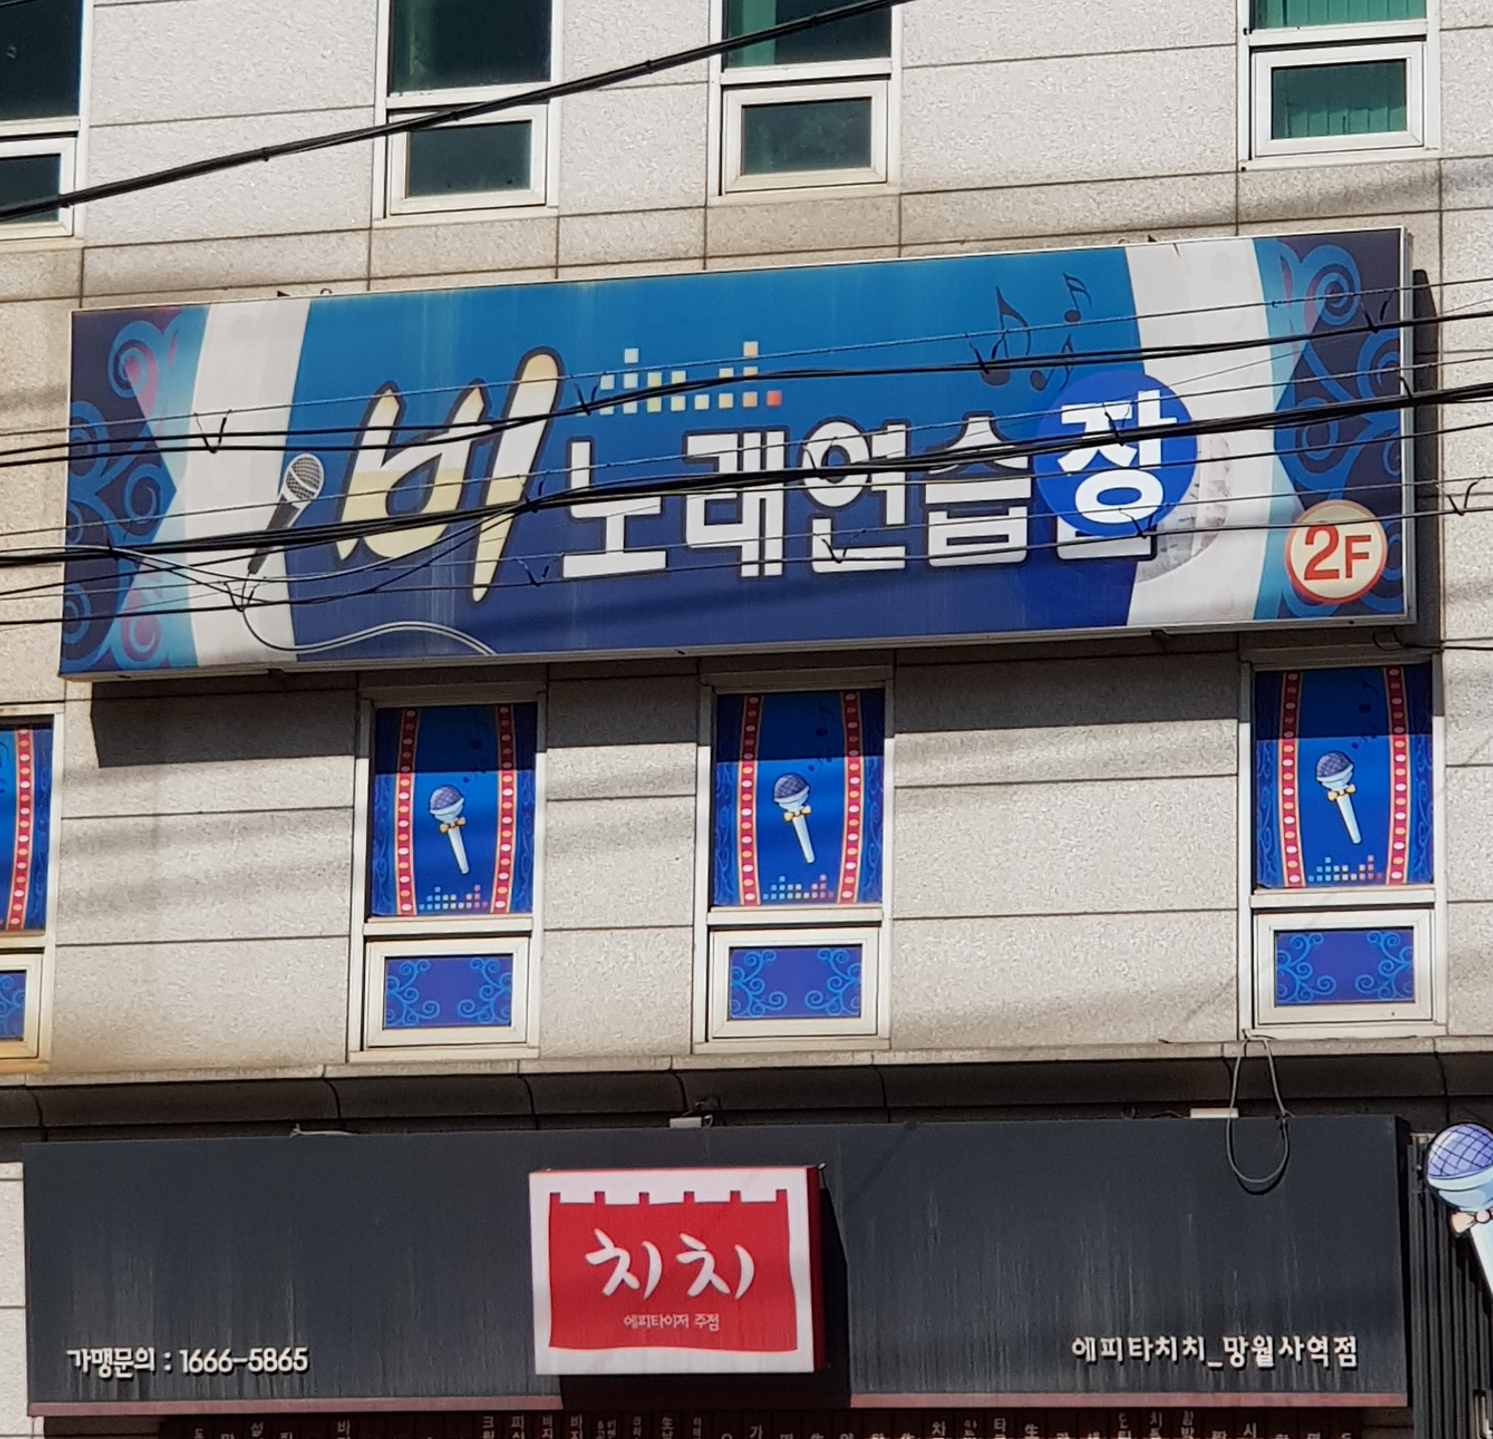 비 노래연습장
2F
치치
에피타이저 주점
가맹문의 : 1666-5865
에피타치치_망월사역점